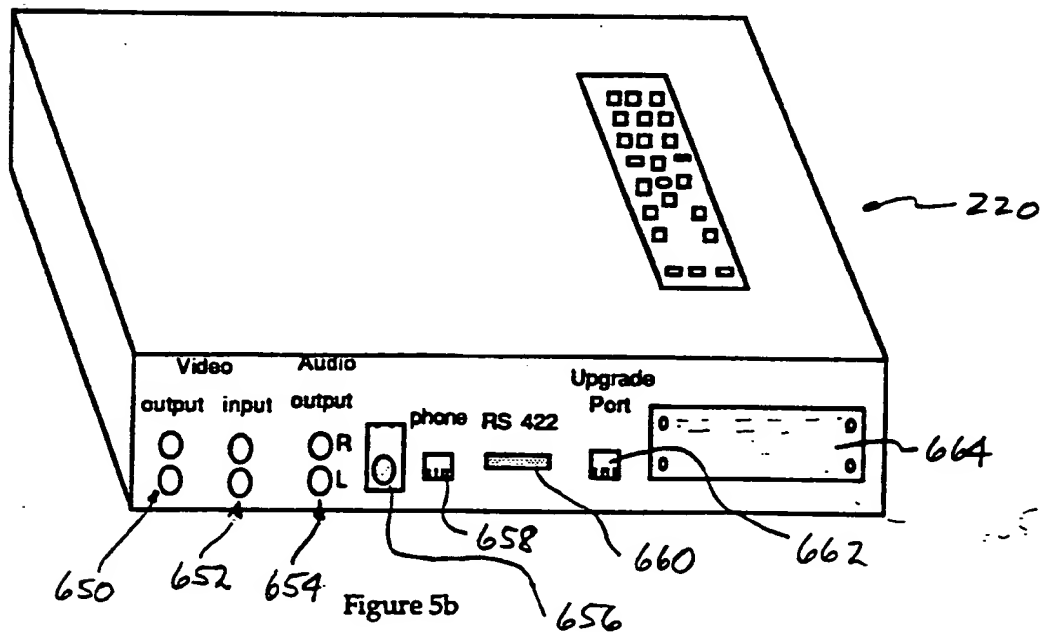 220
Video
Audio
output
input
output
R
L
phone
RS 422
Upgrade
Port
664
650
652
654
656
658
660
662
Figure 5b